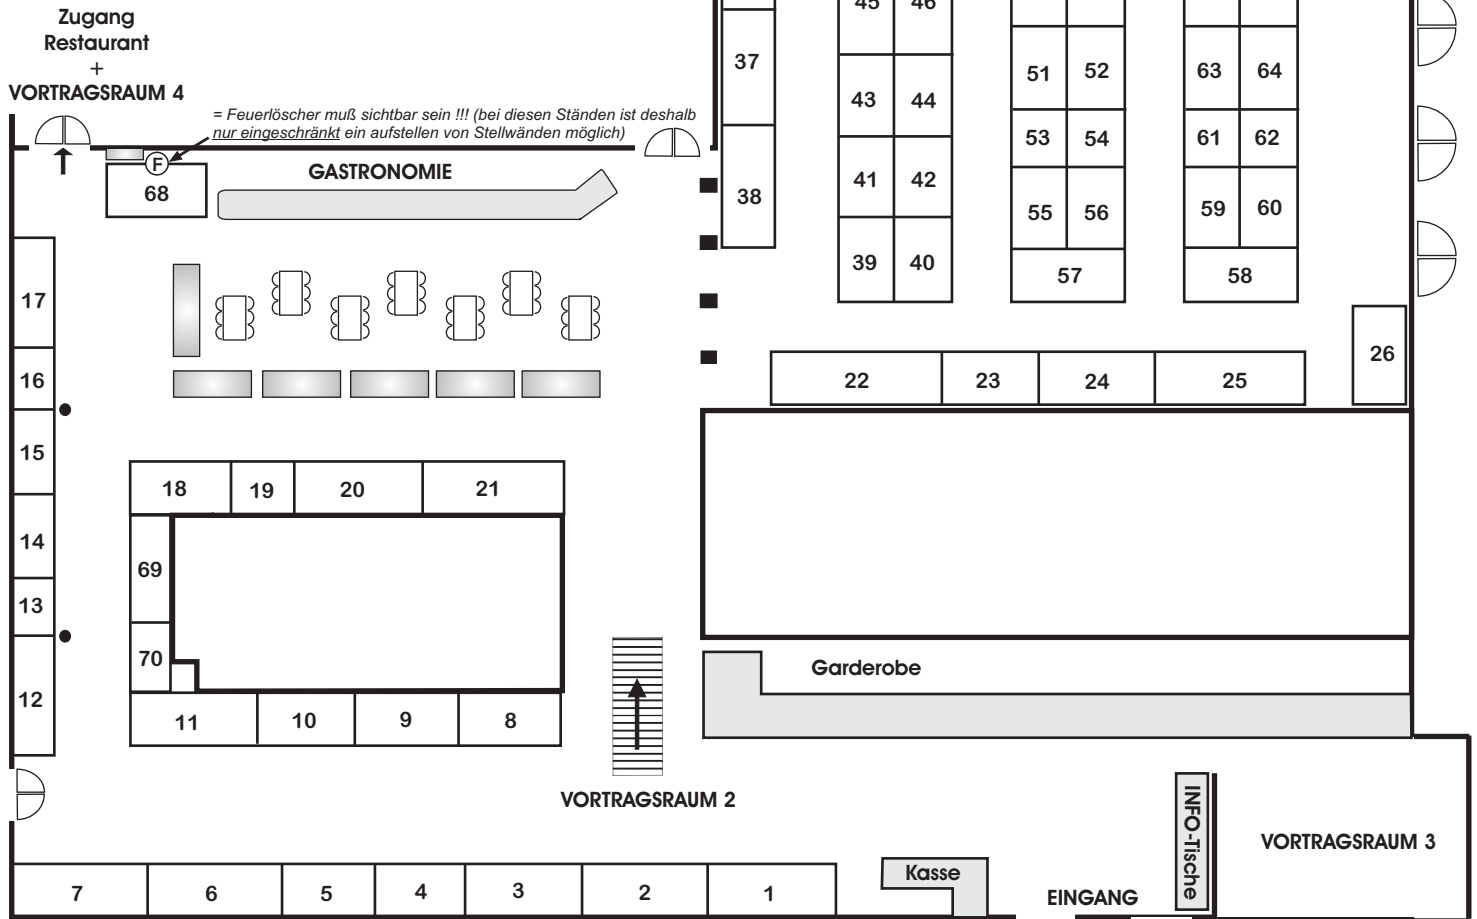 Zugang
Restaurant
+
VORTRAGSRAUM 4
= Feuerlöscher muß sichtbar sein !!! (bei diesen Ständen ist deshalb
nur eingeschränkt ein aufstellen von Stellwänden möglich)
F
68
GASTRONOMIE
45 46
37
51 52
63 64
43 44
53 54
61 62
38
41 42
55 56
59 60
39 40
57
58
17
16
15
14
13
12
26
22 23 24 25
18 19 20 21
69
70
11 10 9 8
Garderobe
VORTRAGSRAUM 2
INFO-Tische
VORTRAGSRAUM 3
7 6 5 4 3 2 1
Kasse
EINGANG